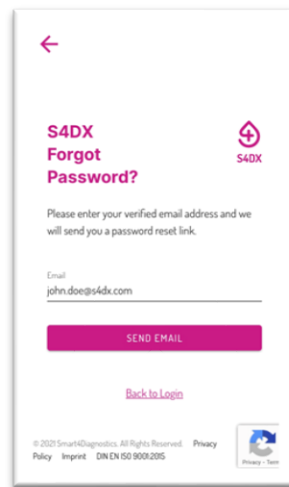 S4DX
Forgot
Password?
S4DX
Please enter your verified email address and we
will send you a password reset link.
Email
john.doe@s4dx.com
SEND EMAIL
Back to Login
© 2021 Smart4Diagnostics. All Rights Reserved. Privacy
Policy Imprint DIN EN ISO 9001:2015
Privacy - Term